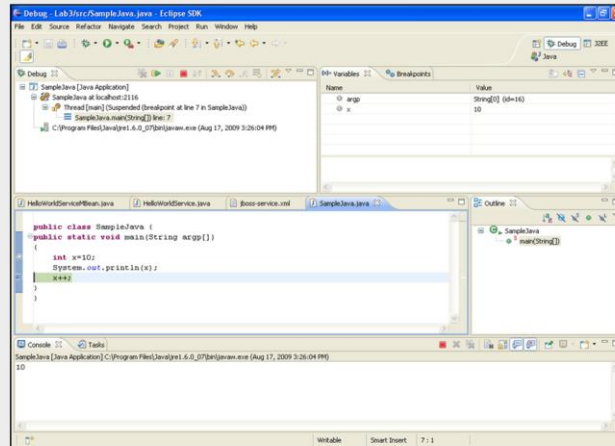 Debug - Lab3/src/SampleJava.java - Eclipse SDK
File Edit Source Refactor Navigate Search Project Run Window Help
Debug J2EE
Java
Debug
SampleJava [Java Application]
SampleJava at localhost:2116
Thread [main] (Suspended (breakpoint at line 7 in SampleJava))
SampleJava.main(String[]) line: 7
C:\Program Files\Java\jre1.6.0_07\bin\javaw.exe (Aug 17, 2009 3:26:04 PM)
Variables Breakpoints
Name Value
argp String[0] (id=16)
x 10
HelloWorldServiceMBean.java HelloWorldService.java jboss-service.xml SampleJava.java
public class SampleJava {
public static void main(String argp[])
{
int x=10;
System.out.println(x);
x++;
}
}
Outline
SampleJava
main(String[])
Console Tasks
SampleJava [Java Application] C:\Program Files\Java\jre1.6.0_07\bin\javaw.exe (Aug 17, 2009 3:26:04 PM)
10
Writable Smart Insert 7 : 1